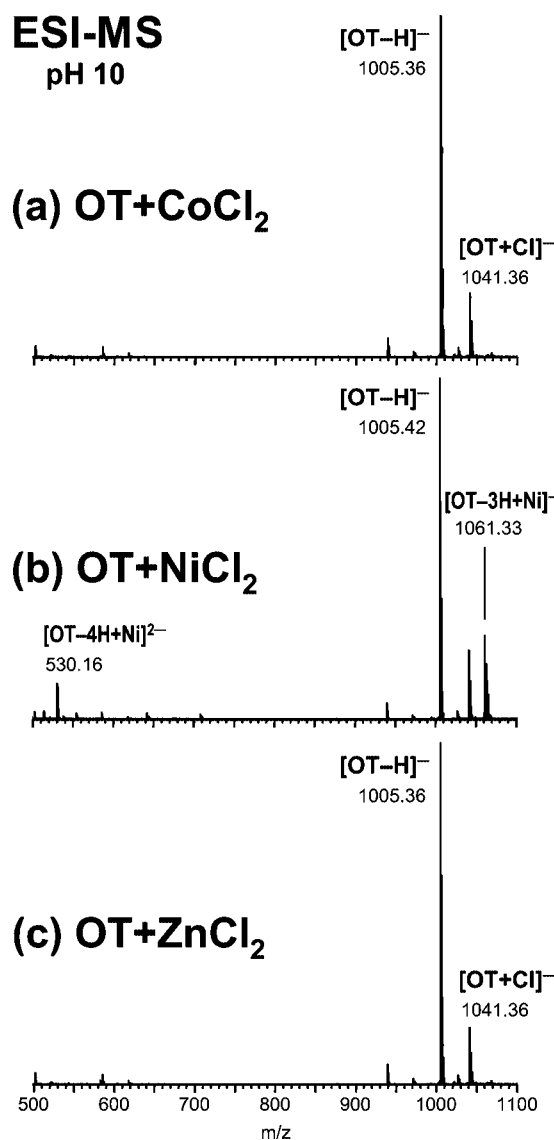 ESI-MS
pH 10
[OT--H]—
1005.36
(a) OT+CoCl2
[OT+Cl]—
1041.36
[OT--H]—
1005.42
[OT–3H+Ni]—
1061.33
(b) OT+NiCl2
[OT–4H+Ni]2—
530.16
[OT--H]—
1005.36
(c) OT+ZnCl2
[OT+Cl]—
1041.36
500 600 700 800 900 1000 1100
m/z